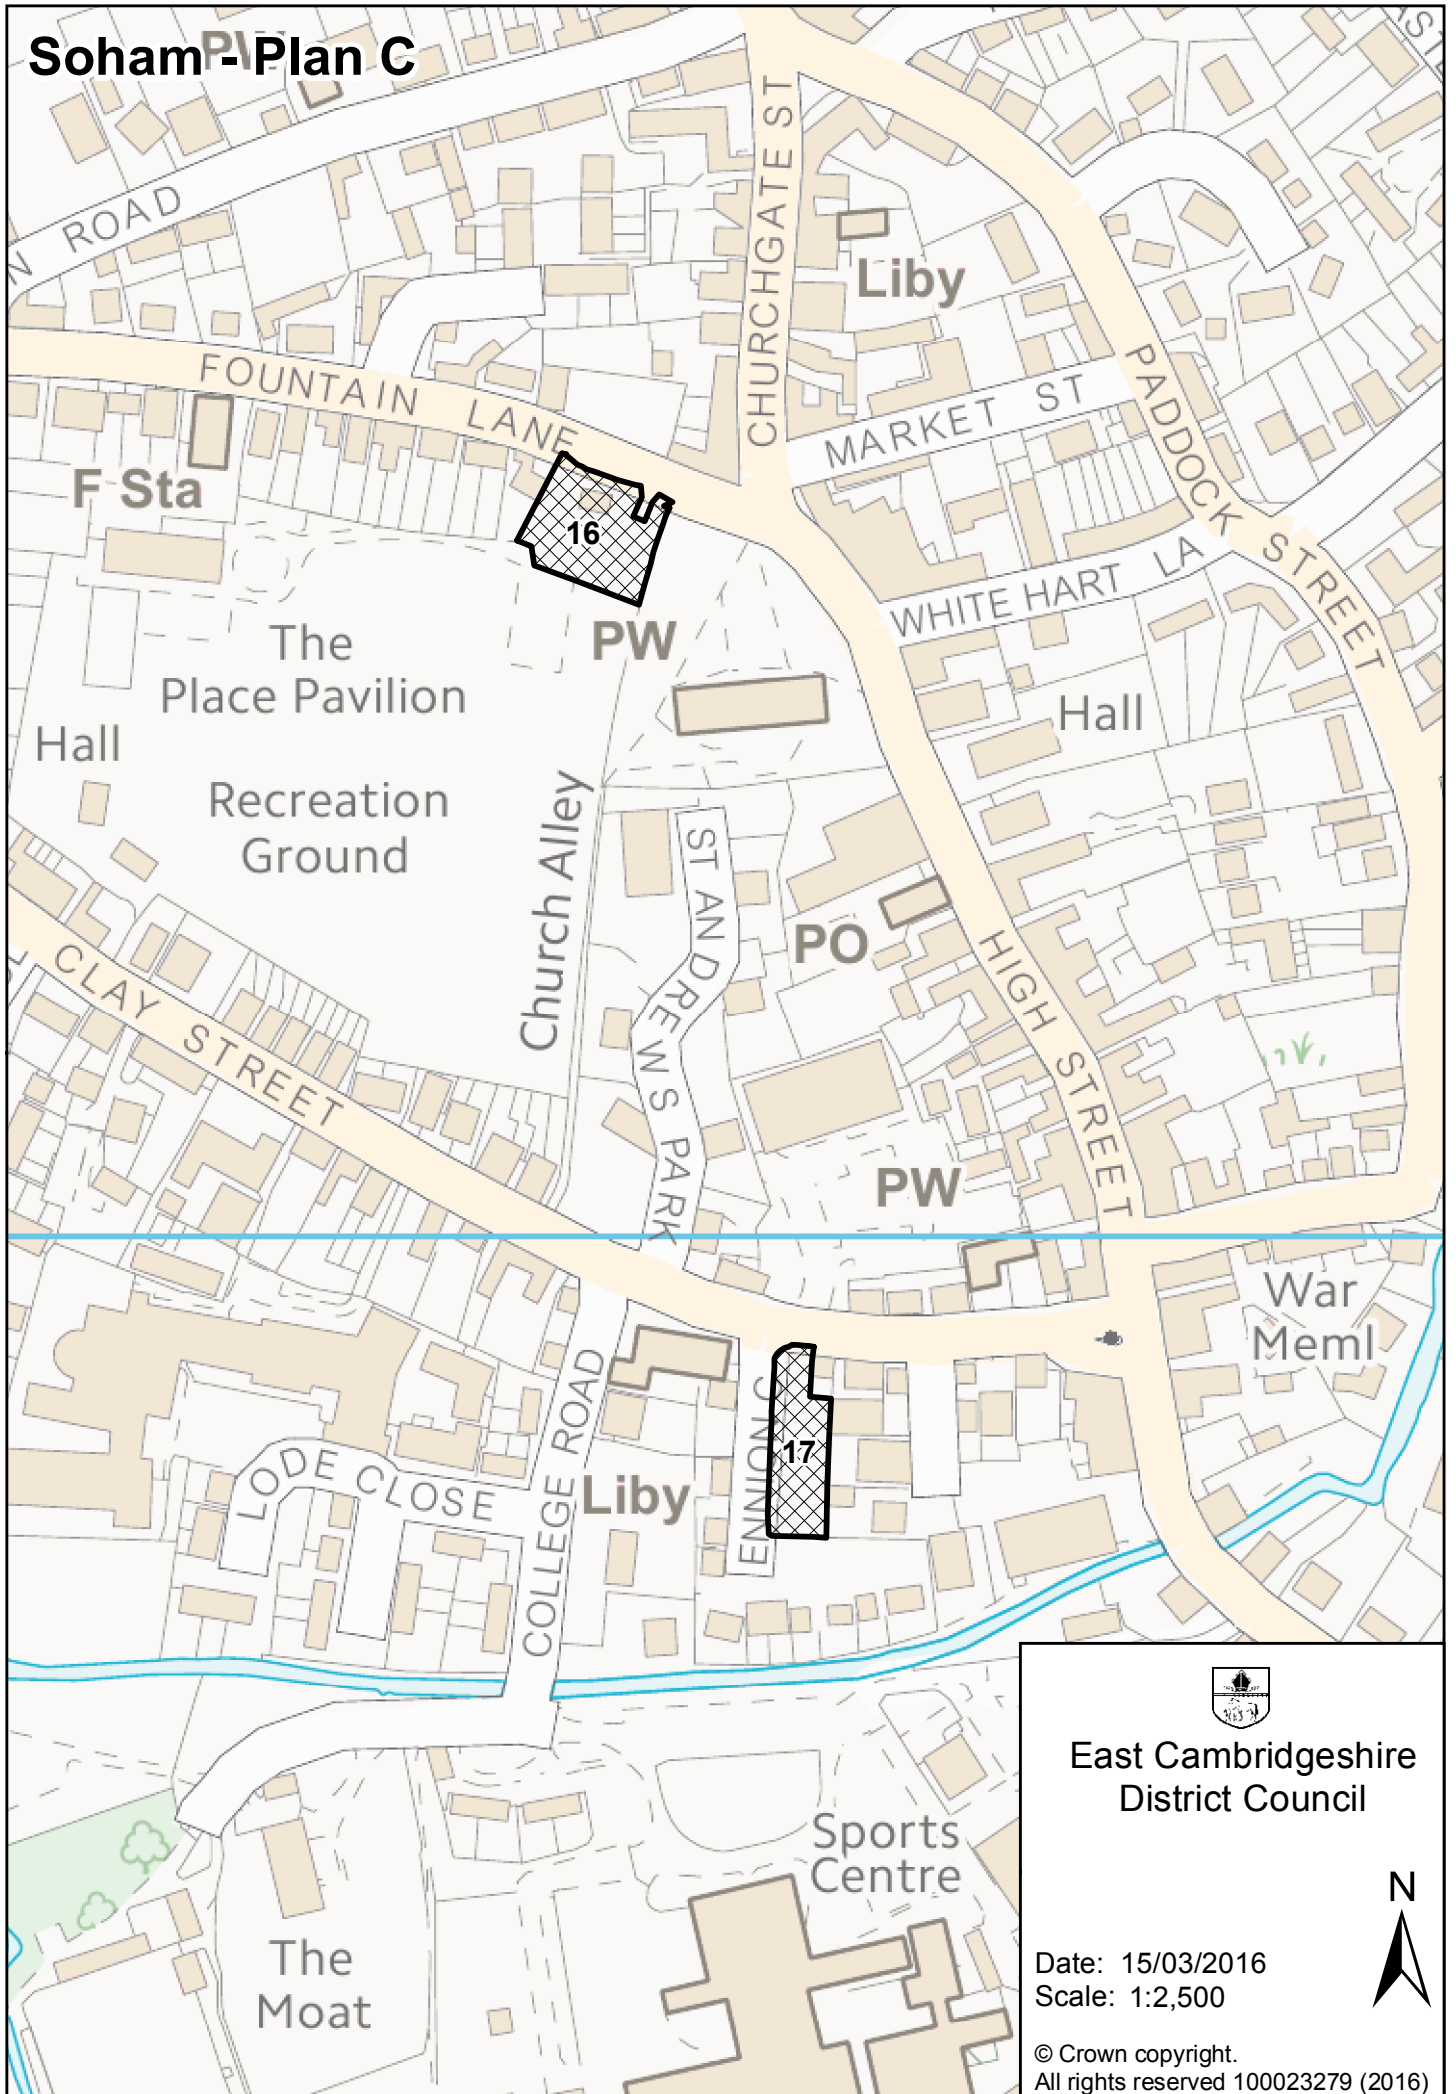 Soham - Plan C
PW
N ROAD
CHURCHGATE ST
Liby
FOUNTAIN LANE
MARKET ST
PADDOCK STREET
F Sta
16
WHITE HART LA
The
Place Pavilion
PW
Hall
Hall
Recreation
Ground
Church Alley
ST ANDREWS PARK
PO
HIGH STREET
CLAY STREET
PW
War
Meml
COLLEGE ROAD
ENNION C
17
LODE CLOSE
Liby
Sports
Centre
The
Moat
East Cambridgeshire
District Council
N
Date: 15/03/2016
Scale: 1:2,500
© Crown copyright.
All rights reserved 100023279 (2016)